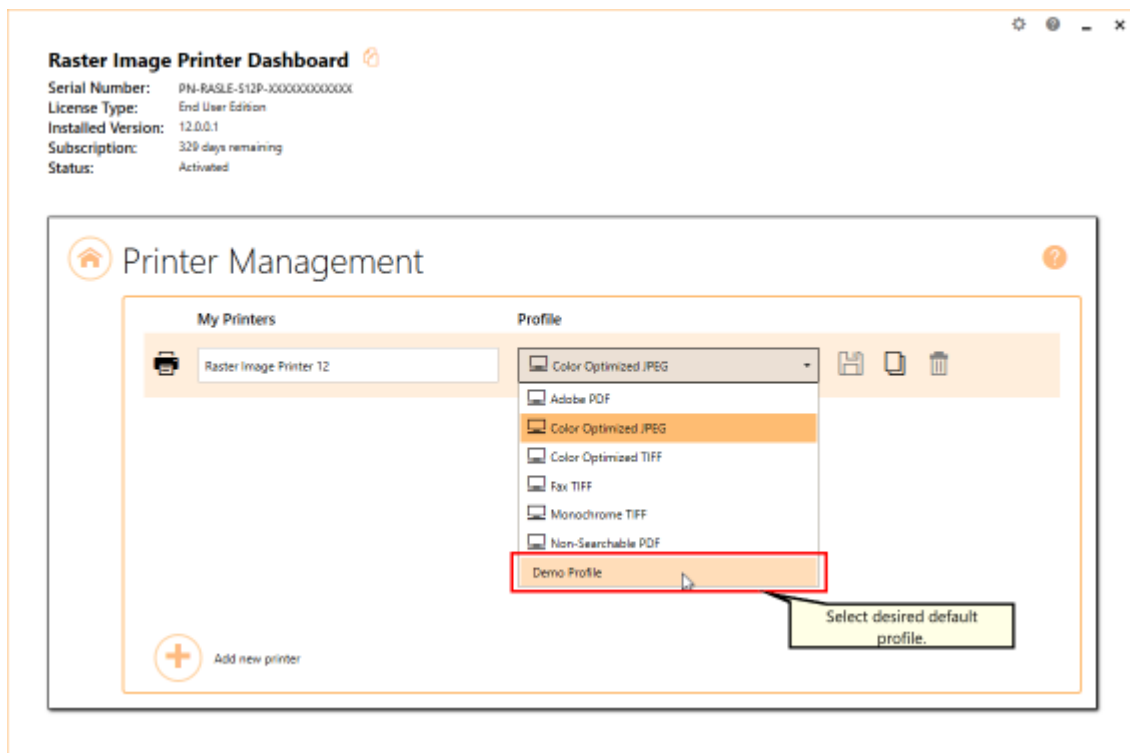 Raster Image Printer Dashboard
Serial Number: PN-RASLE-S12P-XXXXXXXXXXXX
License Type: End User Edition
Installed Version: 12.0.0.1
Subscription: 329 days remaining
Status: Activated
Printer Management
?
My Printers Profile
Raster Image Printer 12 Color Optimized JPEG
Adobe PDF
Color Optimized JPEG
Color Optimized TIFF
Fax TIFF
Monochrome TIFF
Non-Searchable PDF
Demo Profile
Select desired default
profile.
Add new printer